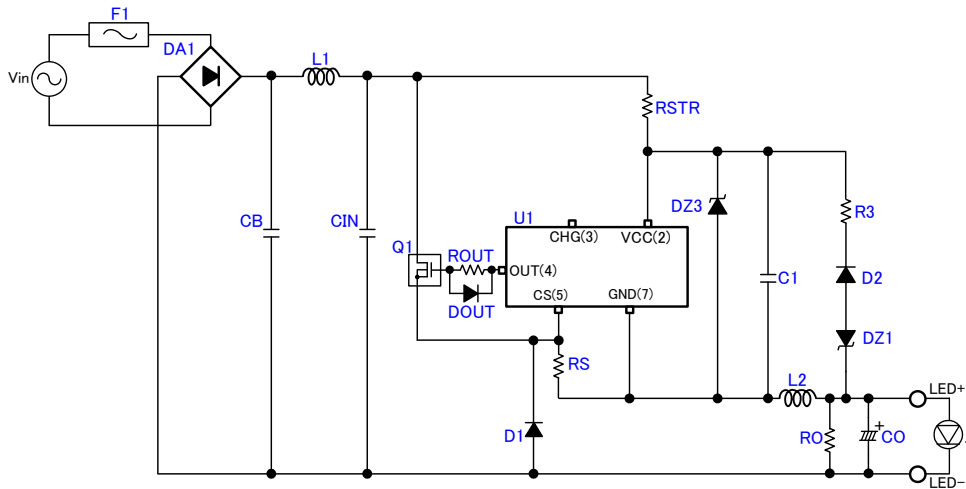 F1
DA1
Vin
L1
RSTR
CB
CIN
Q1
ROUT
DOUT
U1
CHG(3)
VCC(2)
OUT(4)
CS(5)
GND(7)
DZ3
C1
R3
D2
DZ1
RS
L2
D1
RO
CO
+
LED+
LED-